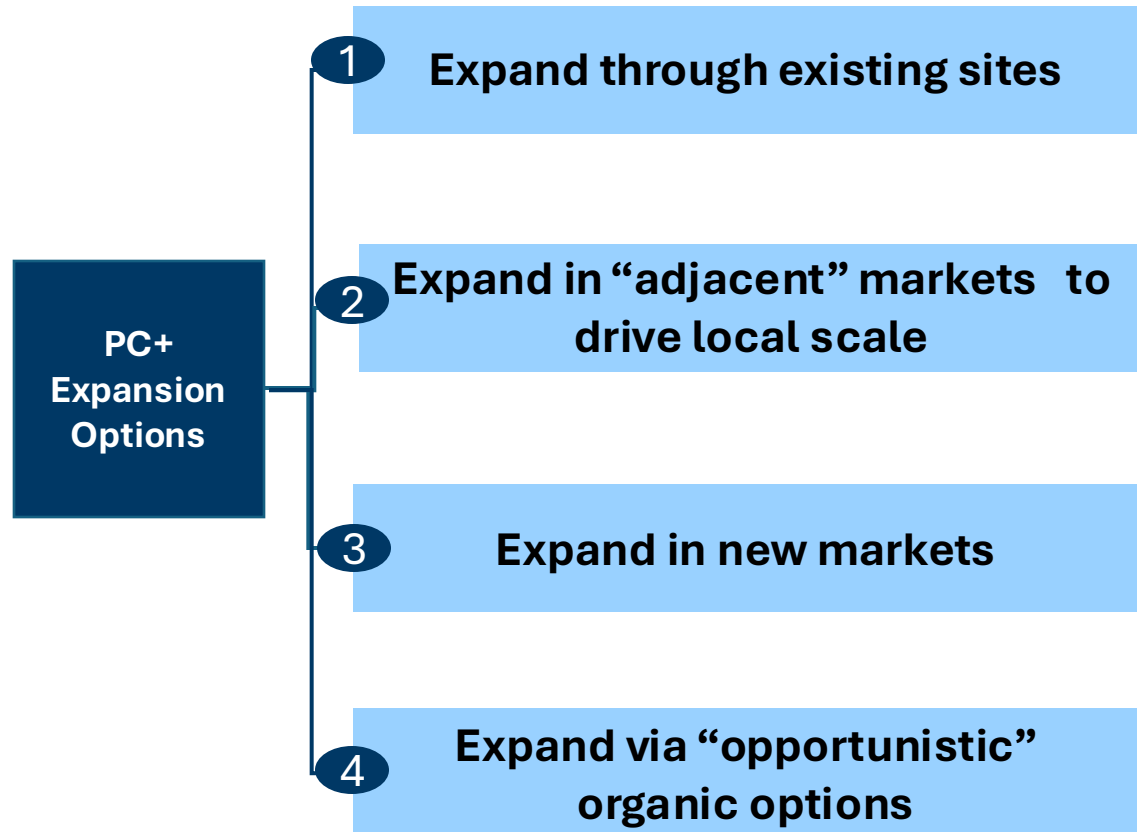 1
Expand through existing sites
2
Expand in “adjacent” markets to
drive local scale
PC+
Expansion
Options
3
Expand in new markets
4
Expand via “opportunistic”
organic options